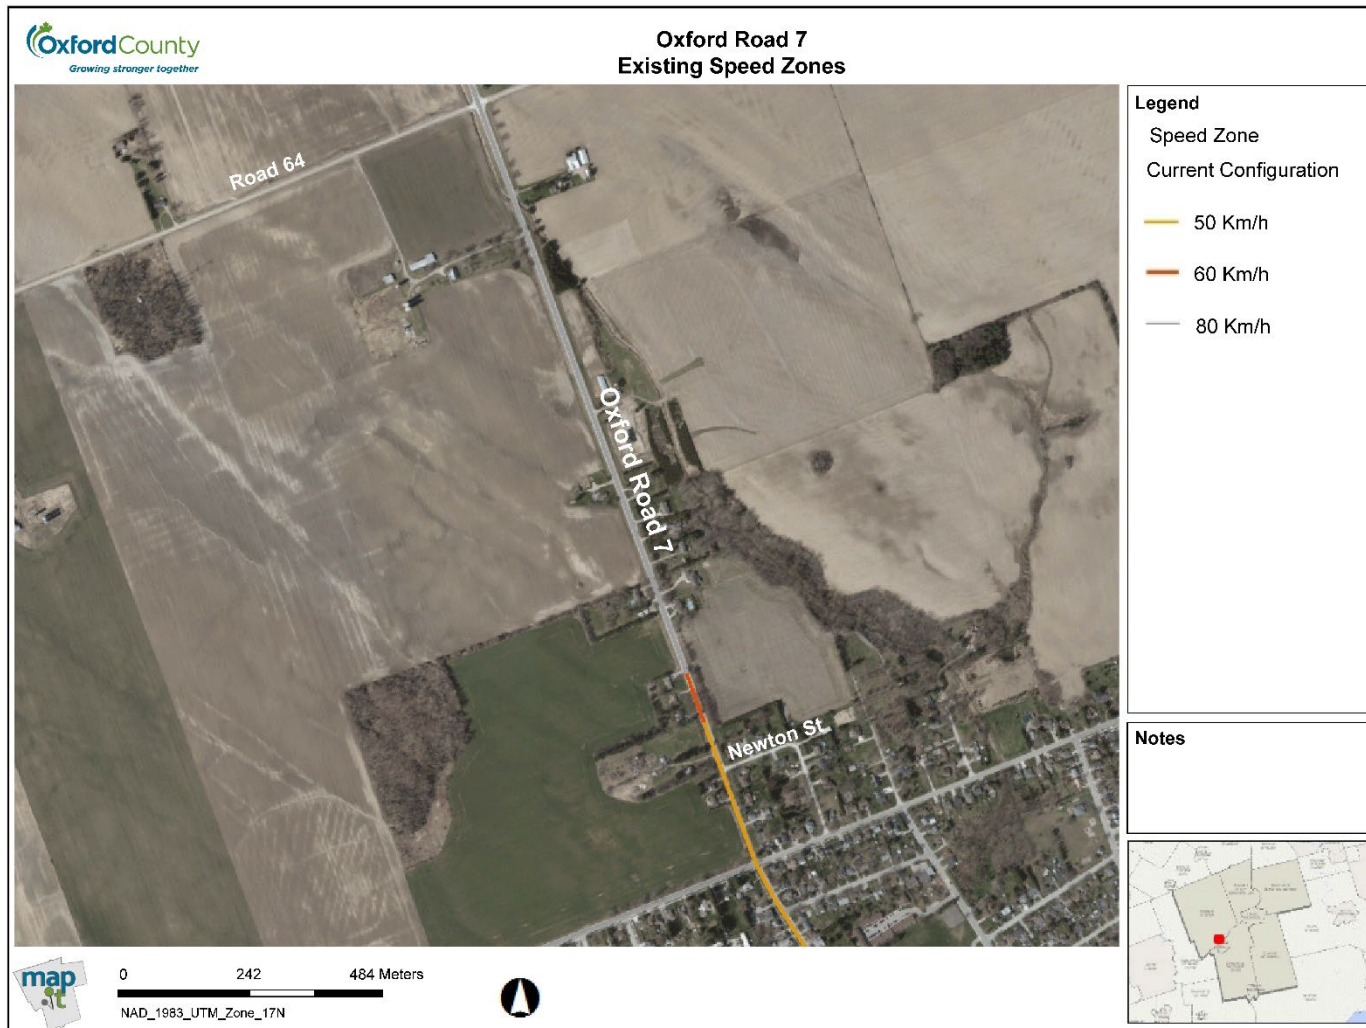 OxfordCounty
Growing stronger together
Oxford Road 7
Existing Speed Zones
Road 64
Oxford Road 7
Newton St
Legend
Speed Zone
Current Configuration
50 Km/h
60 Km/h
80 Km/h
Notes
map it
0 242 484 Meters
NAD_1983_UTM_Zone_17N